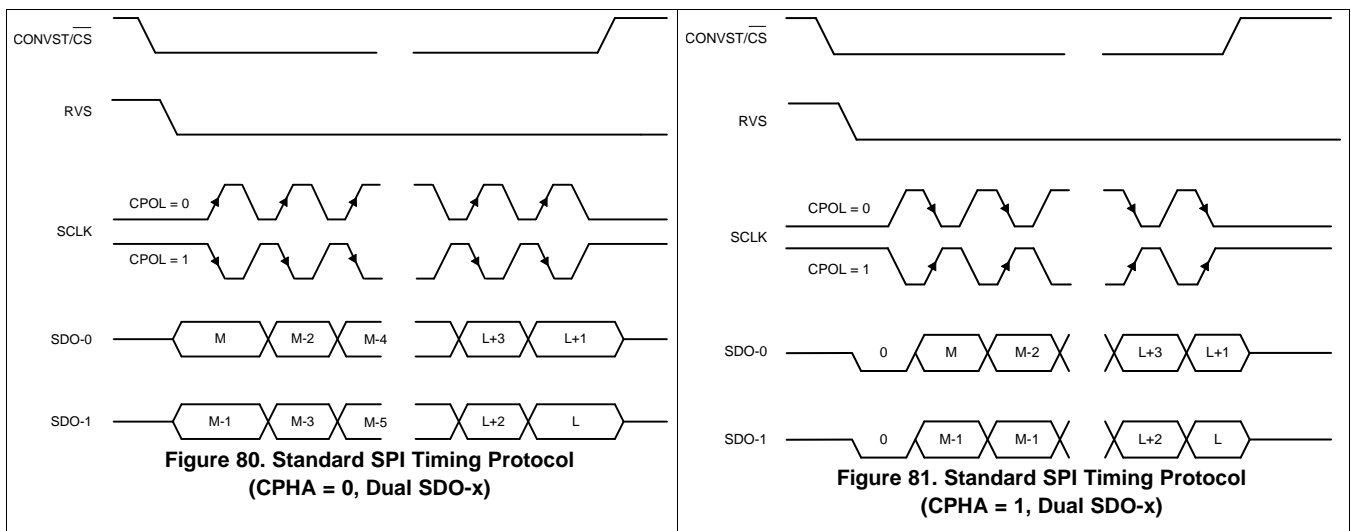 CONVST/CS
RVS
CPOL = 0
SCLK
CPOL = 1
SDO-0
M
M-2
M-4
L+3
L+1
SDO-1
M-1
M-3
M-5
L+2
L
Figure 80. Standard SPI Timing Protocol
(CPHA = 0, Dual SDO-x)
CONVST/CS
RVS
CPOL = 0
SCLK
CPOL = 1
SDO-0
0
M
M-2
L+3
L+1
SDO-1
0
M-1
M-1
L+2
L
Figure 81. Standard SPI Timing Protocol
(CPHA = 1, Dual SDO-x)